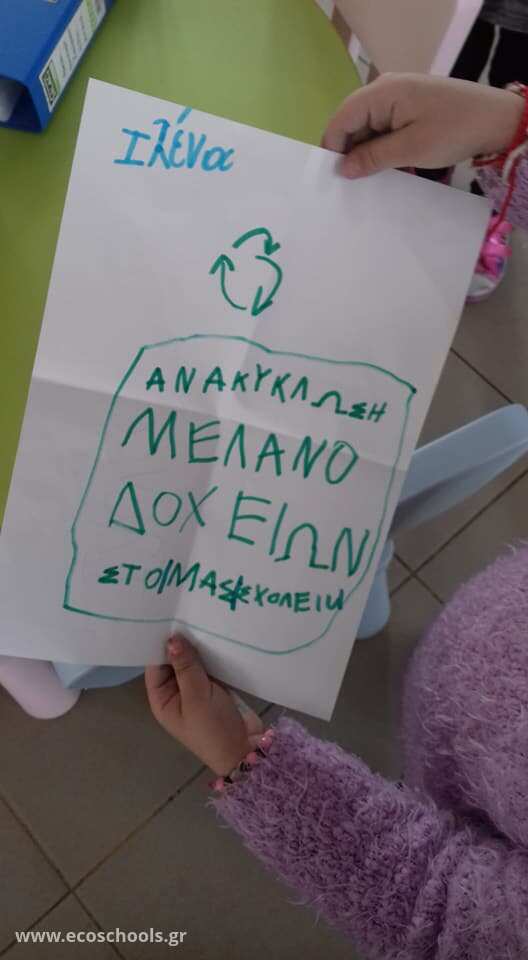 Ιλένα
ΑΝΑΚΥΚΛΩΣΗ
ΜΕΛΑΝΟ
ΔΟΧΕΙΩΝ
ΣΤΟ/ΜΑΣ/ΣΧΟΛΕΙΟ
www.ecoschools.gr